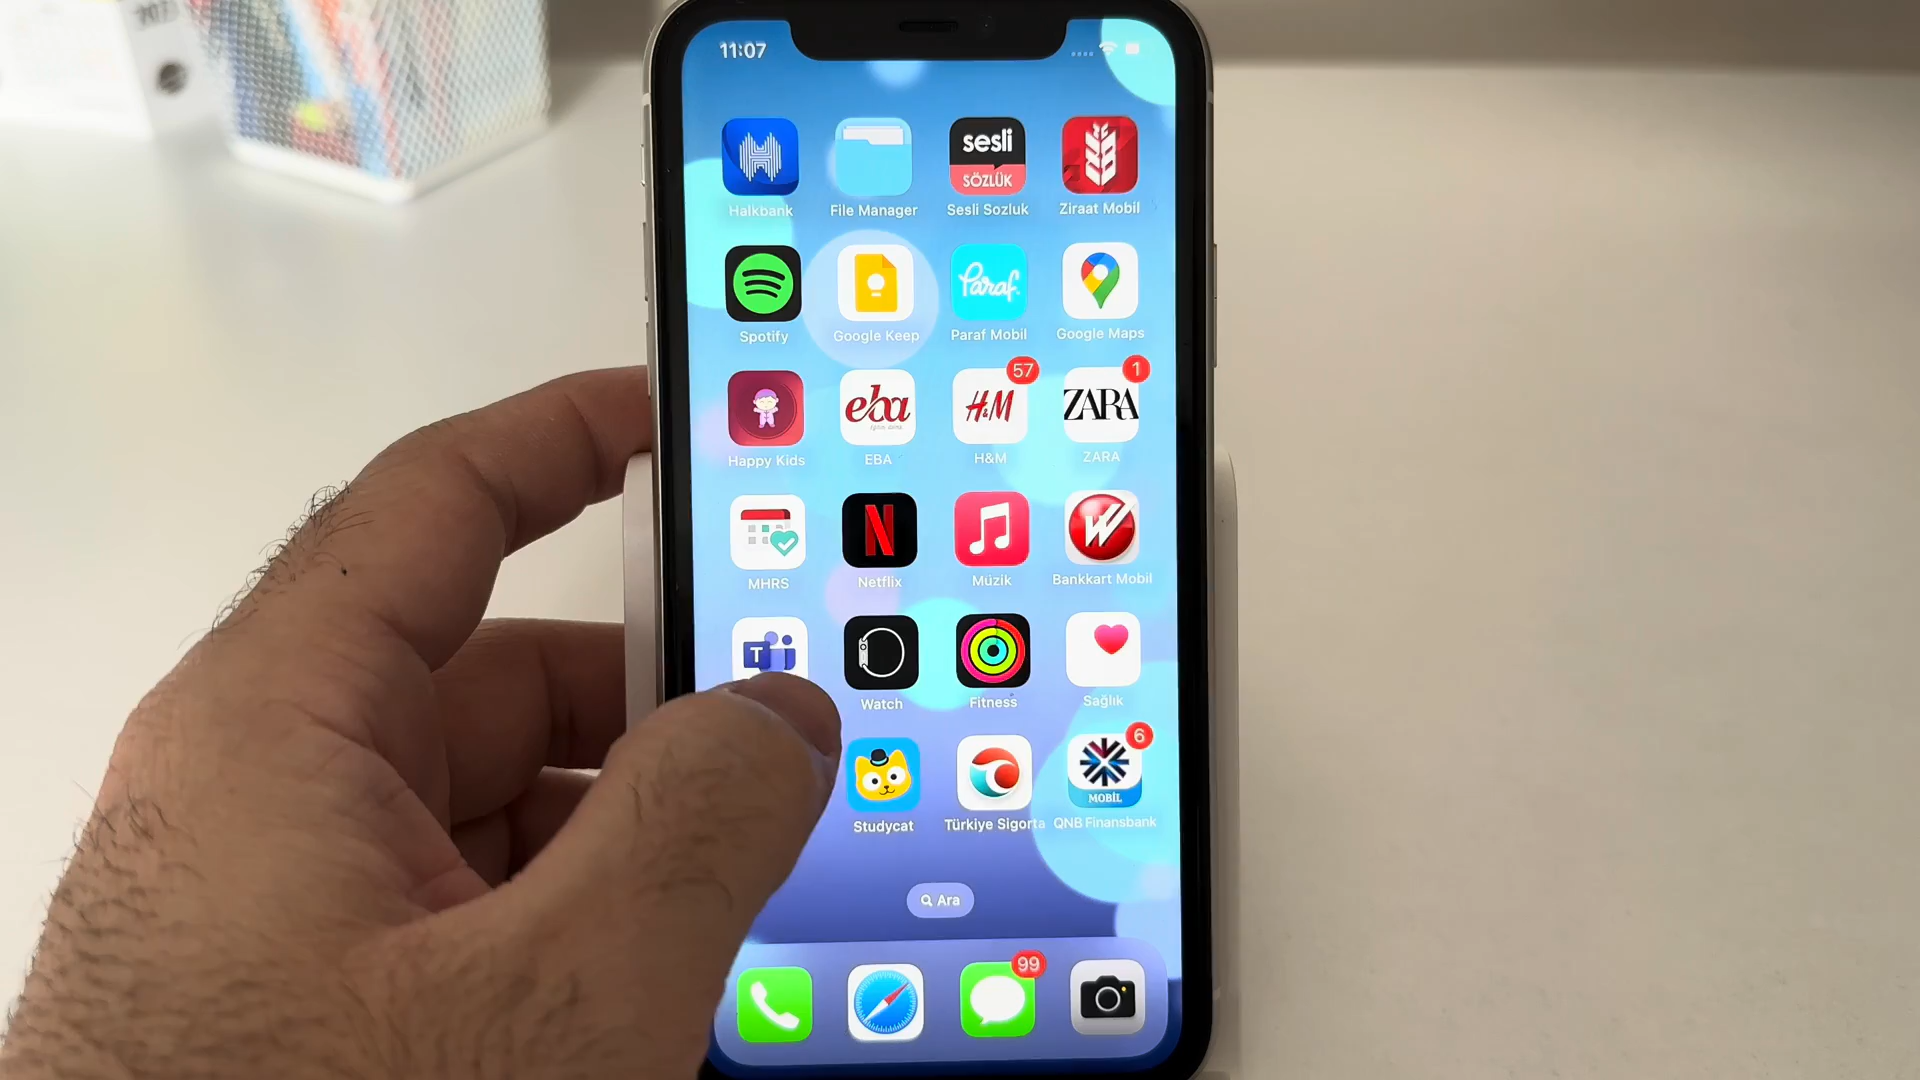 207
11:07
sesli
SÖZLÜK
Halkbank
File Manager
Sesli Sozluk
Ziraat Mobil
Paraf
Spotify
Google Keep
Paraf Mobil
Google Maps
57
1
eba
H&M
ZARA
Happy Kids
EBA
H&M
ZARA
N
MHRS
Netflix
Müzik
Bankkart Mobil
T
Watch
Fitness
Sağlık
6
MOBİL
Studycat
Türkiye Sigorta
QNB Finansbank
Ara
99